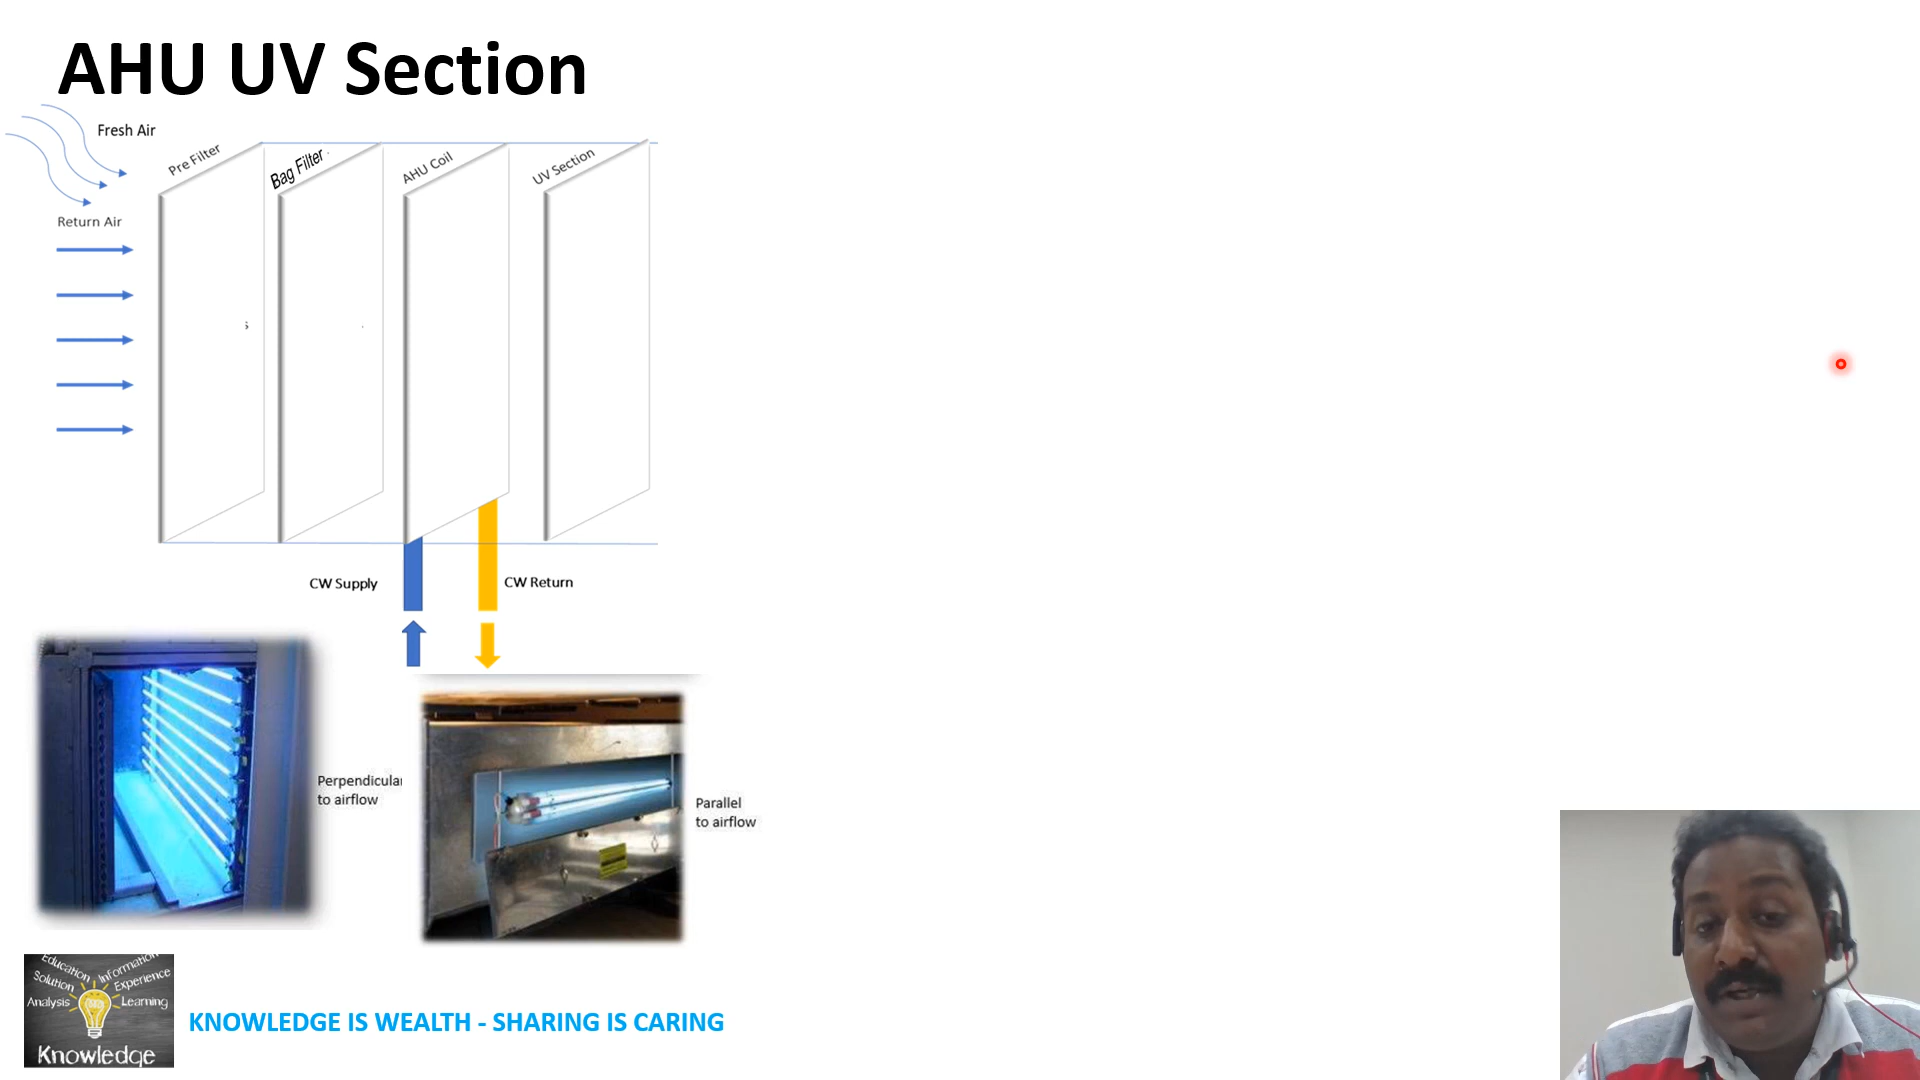 AHU UV Section
Fresh Air
Pre Filter
Bag Filter
AHU Coil
UV Section
Return Air
s
CW Supply
CW Return
Perpendicular
to airflow
Parallel
to airflow
Education
Information
Solution
Experience
Analysis
Learning
Knowledge
KNOWLEDGE IS WEALTH - SHARING IS CARING